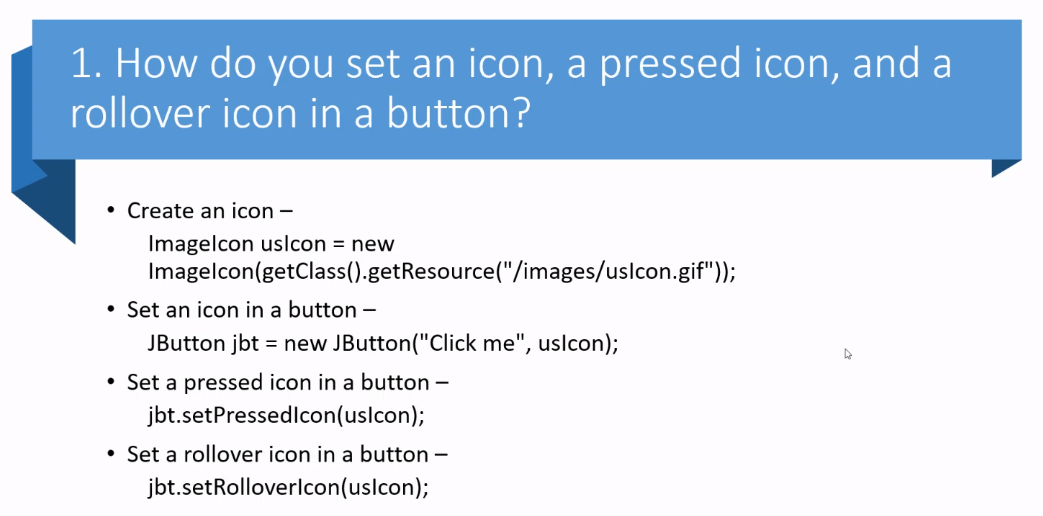 1. How do you set an icon, a pressed icon, and a
rollover icon in a button?
• Create an icon –
ImageIcon usIcon = new
ImageIcon(getClass().getResource("/images/usIcon.gif"));
• Set an icon in a button –
JButton jbt = new JButton("Click me", usIcon);
• Set a pressed icon in a button –
jbt.setPressedIcon(usIcon);
• Set a rollover icon in a button –
jbt.setRolloverIcon(usIcon);